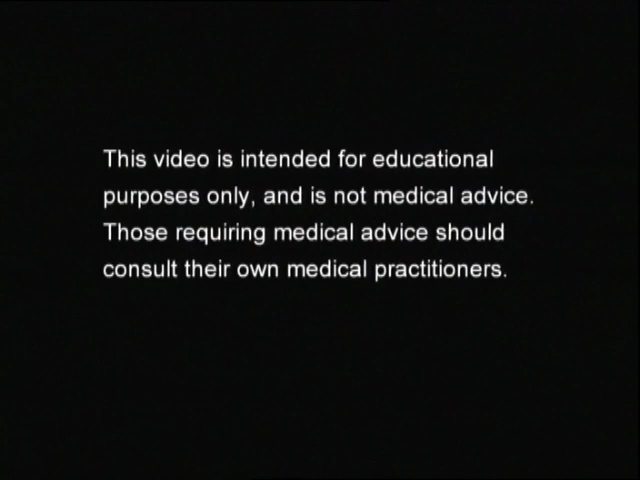 This video is intended for educational
purposes only, and is not medical advice.
Those requiring medical advice should
consult their own medical practitioners.